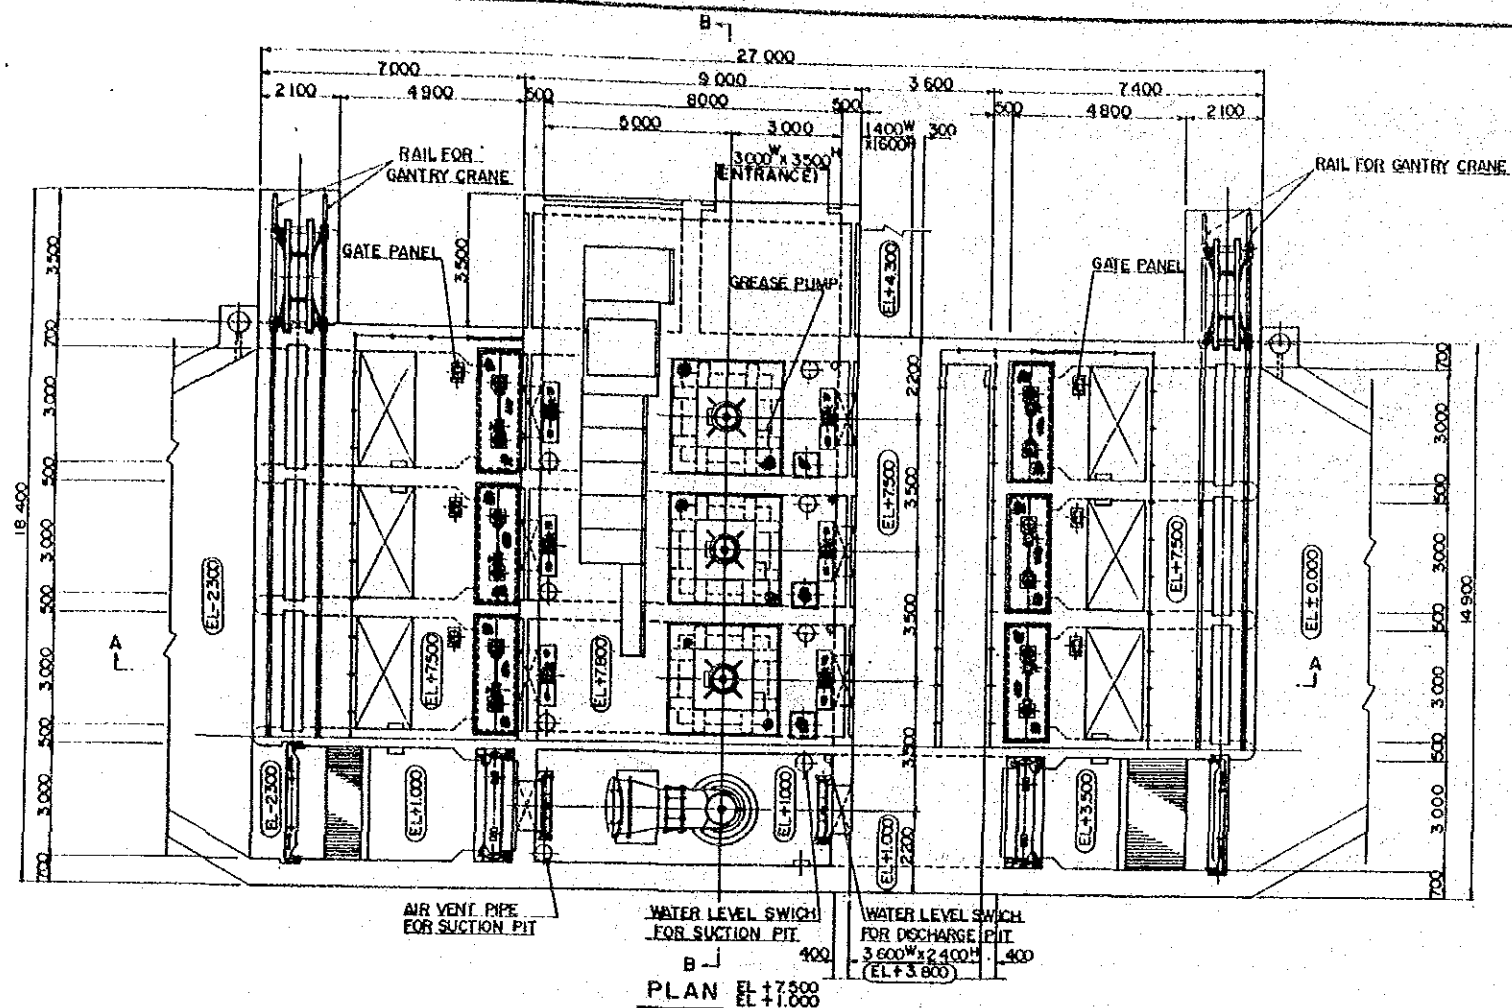 B
27 000
7000
9 000
3 600
7 400
2 100
4 900
500
8000
500
500
4 800
2 100
5 000
3 000
1400W
x1600H
300
3000W x 3500H
(ENTRANCE)
RAIL FOR
GANTRY CRANE
RAIL FOR GANTRY CRANE
GATE PANEL
GREASE PUMP
GATE PANEL
3,500
3,500
EL+4,300
700
3,000
500
3,000
500
3,000
500
3,000
700
18 400
2,200
3,500
3,500
3,500
2,200
700
3,000
500
3,000
500
3,000
500
3,000
700
14 900
EL-2,300
EL+7,500
EL+7,800
EL+7,500
EL+7,500
EL±0,000
A
A
EL-2,300
EL+1,000
EL+1,000
EL+1,000
EL+3,500
AIR VENT PIPE
FOR SUCTION PIT
WATER LEVEL SWICH
FOR SUCTION PIT
WATER LEVEL SWICH
FOR DISCHARGE PIT
400
3 600W x 2 400H
400
(EL+3.800)
B
PLAN EL +7,500
EL +1,000